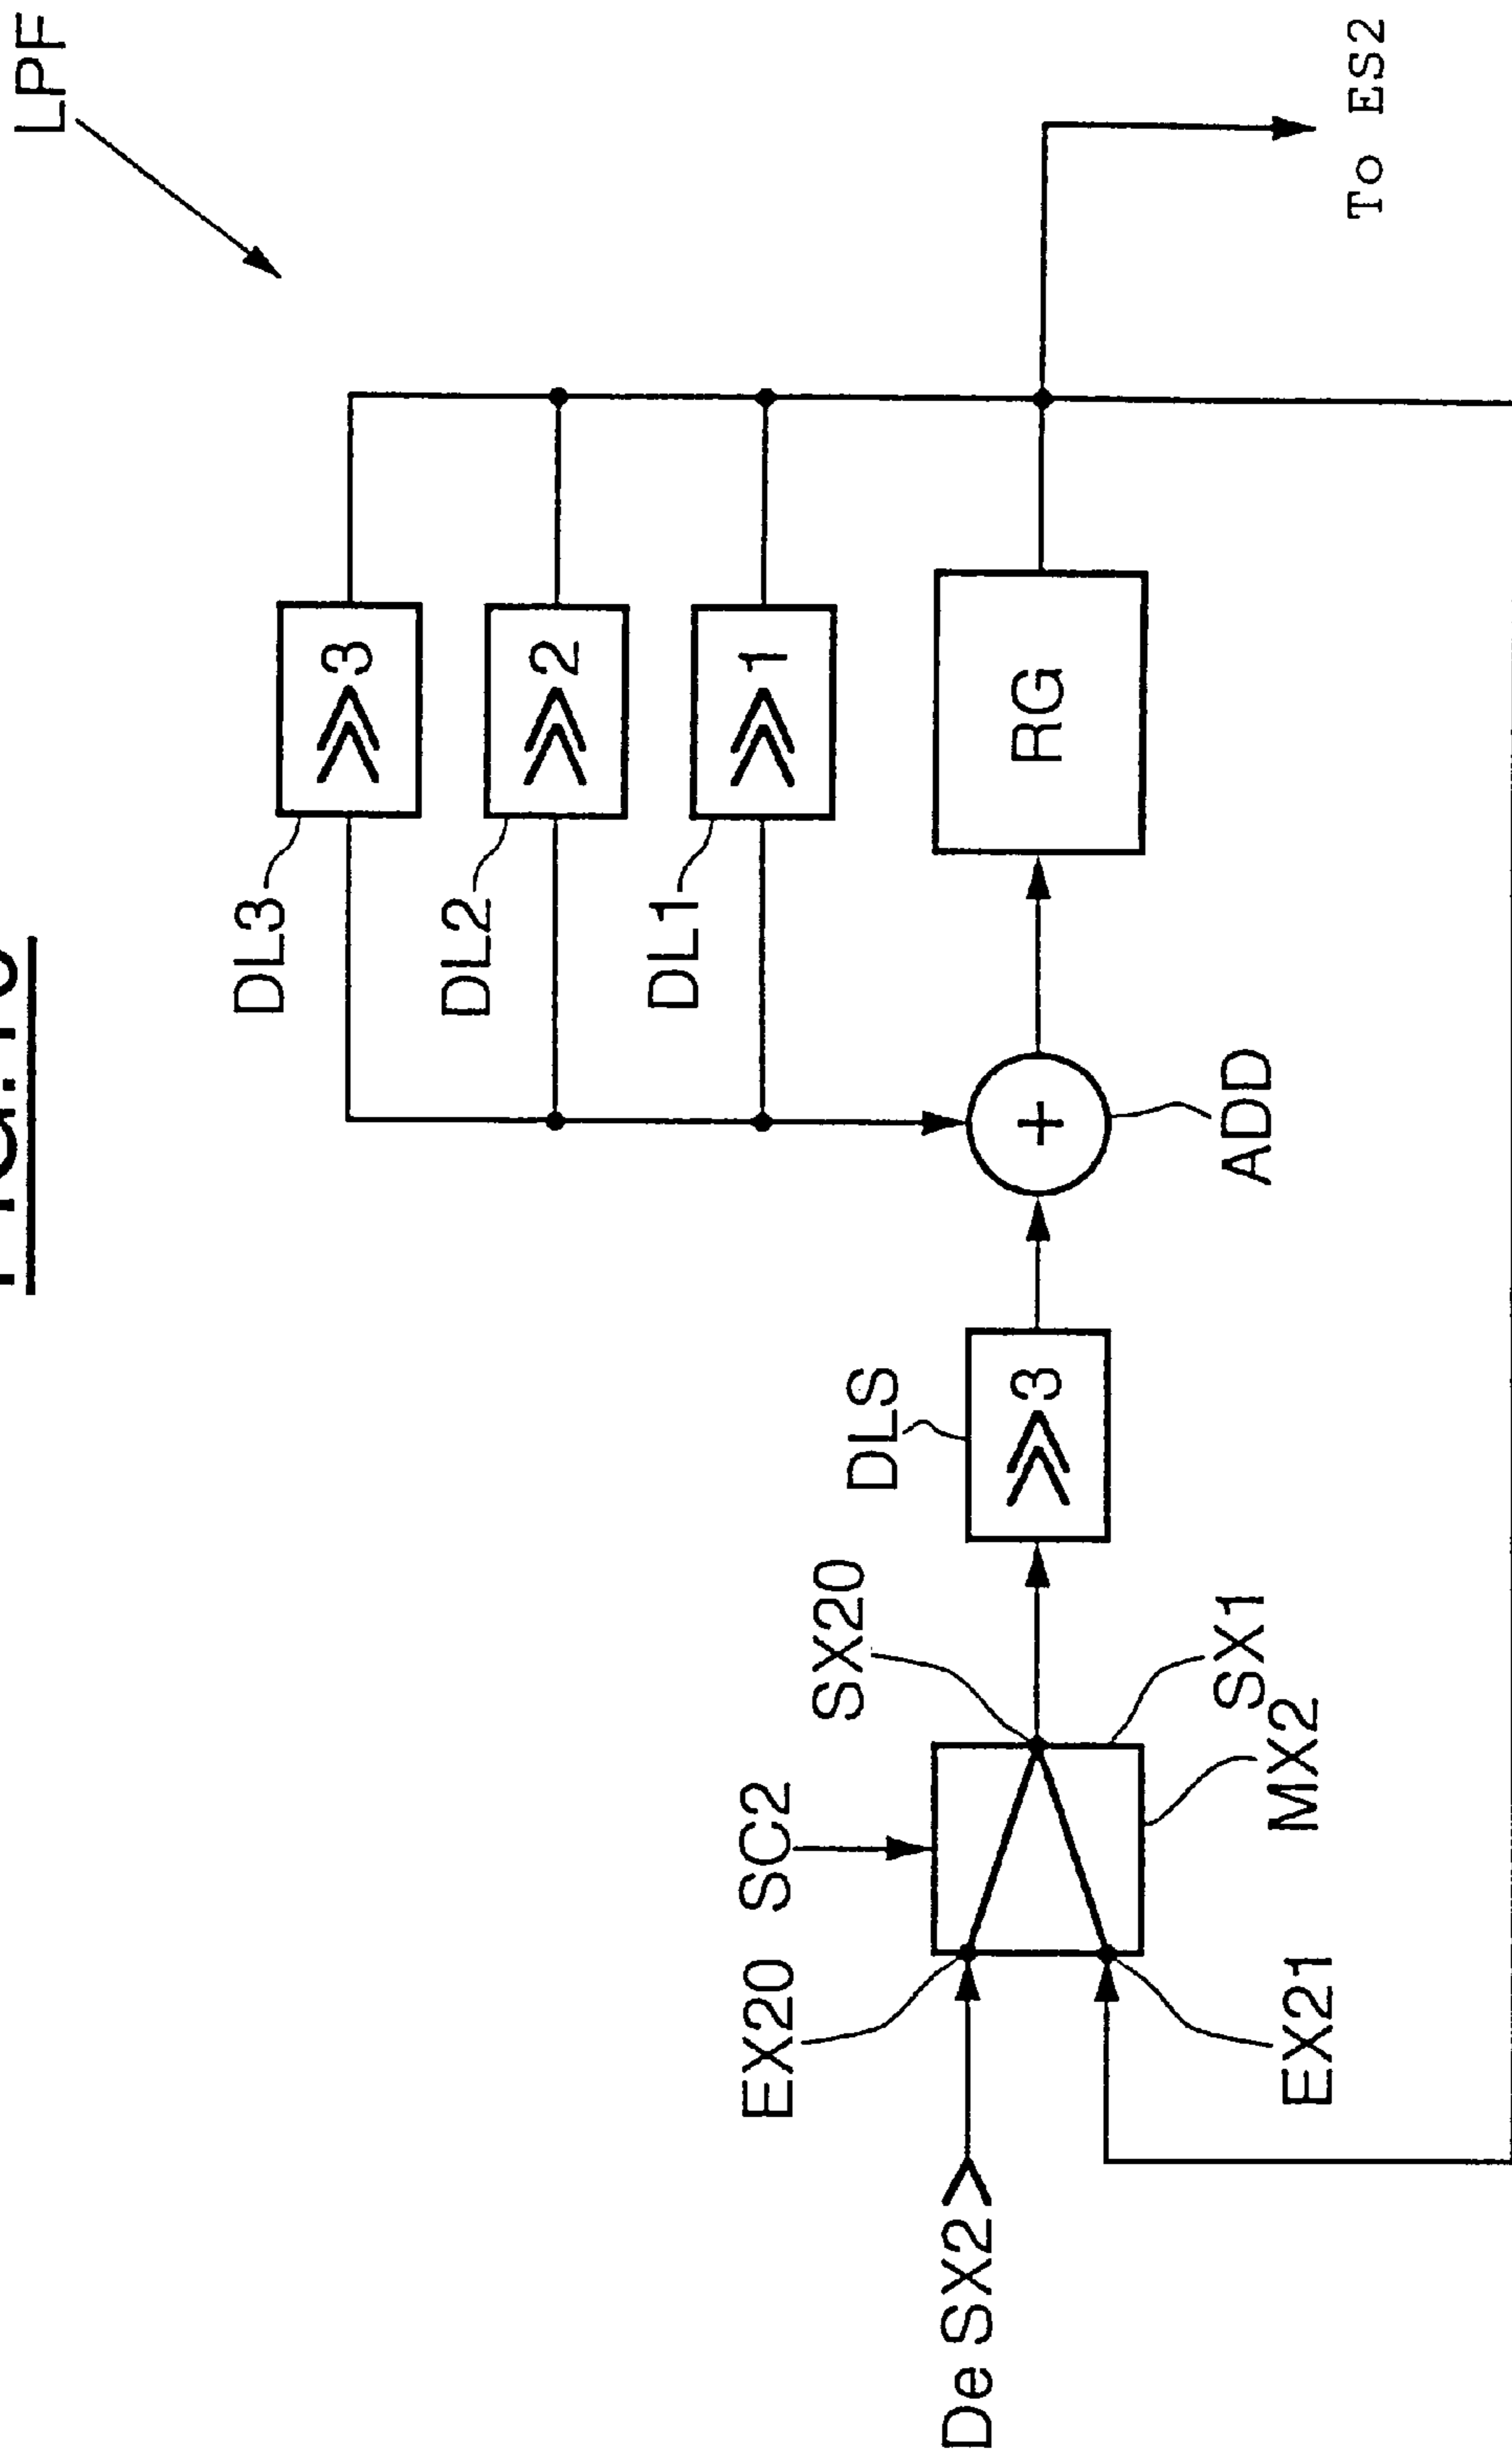 LPF
>>3
DL3
>>2
DL2
>>1
DL1
RG
To ES2
+
ADD
DLS
>>3
SX20
SX1
SC2
MX2
EX20
EX21
De SX2>